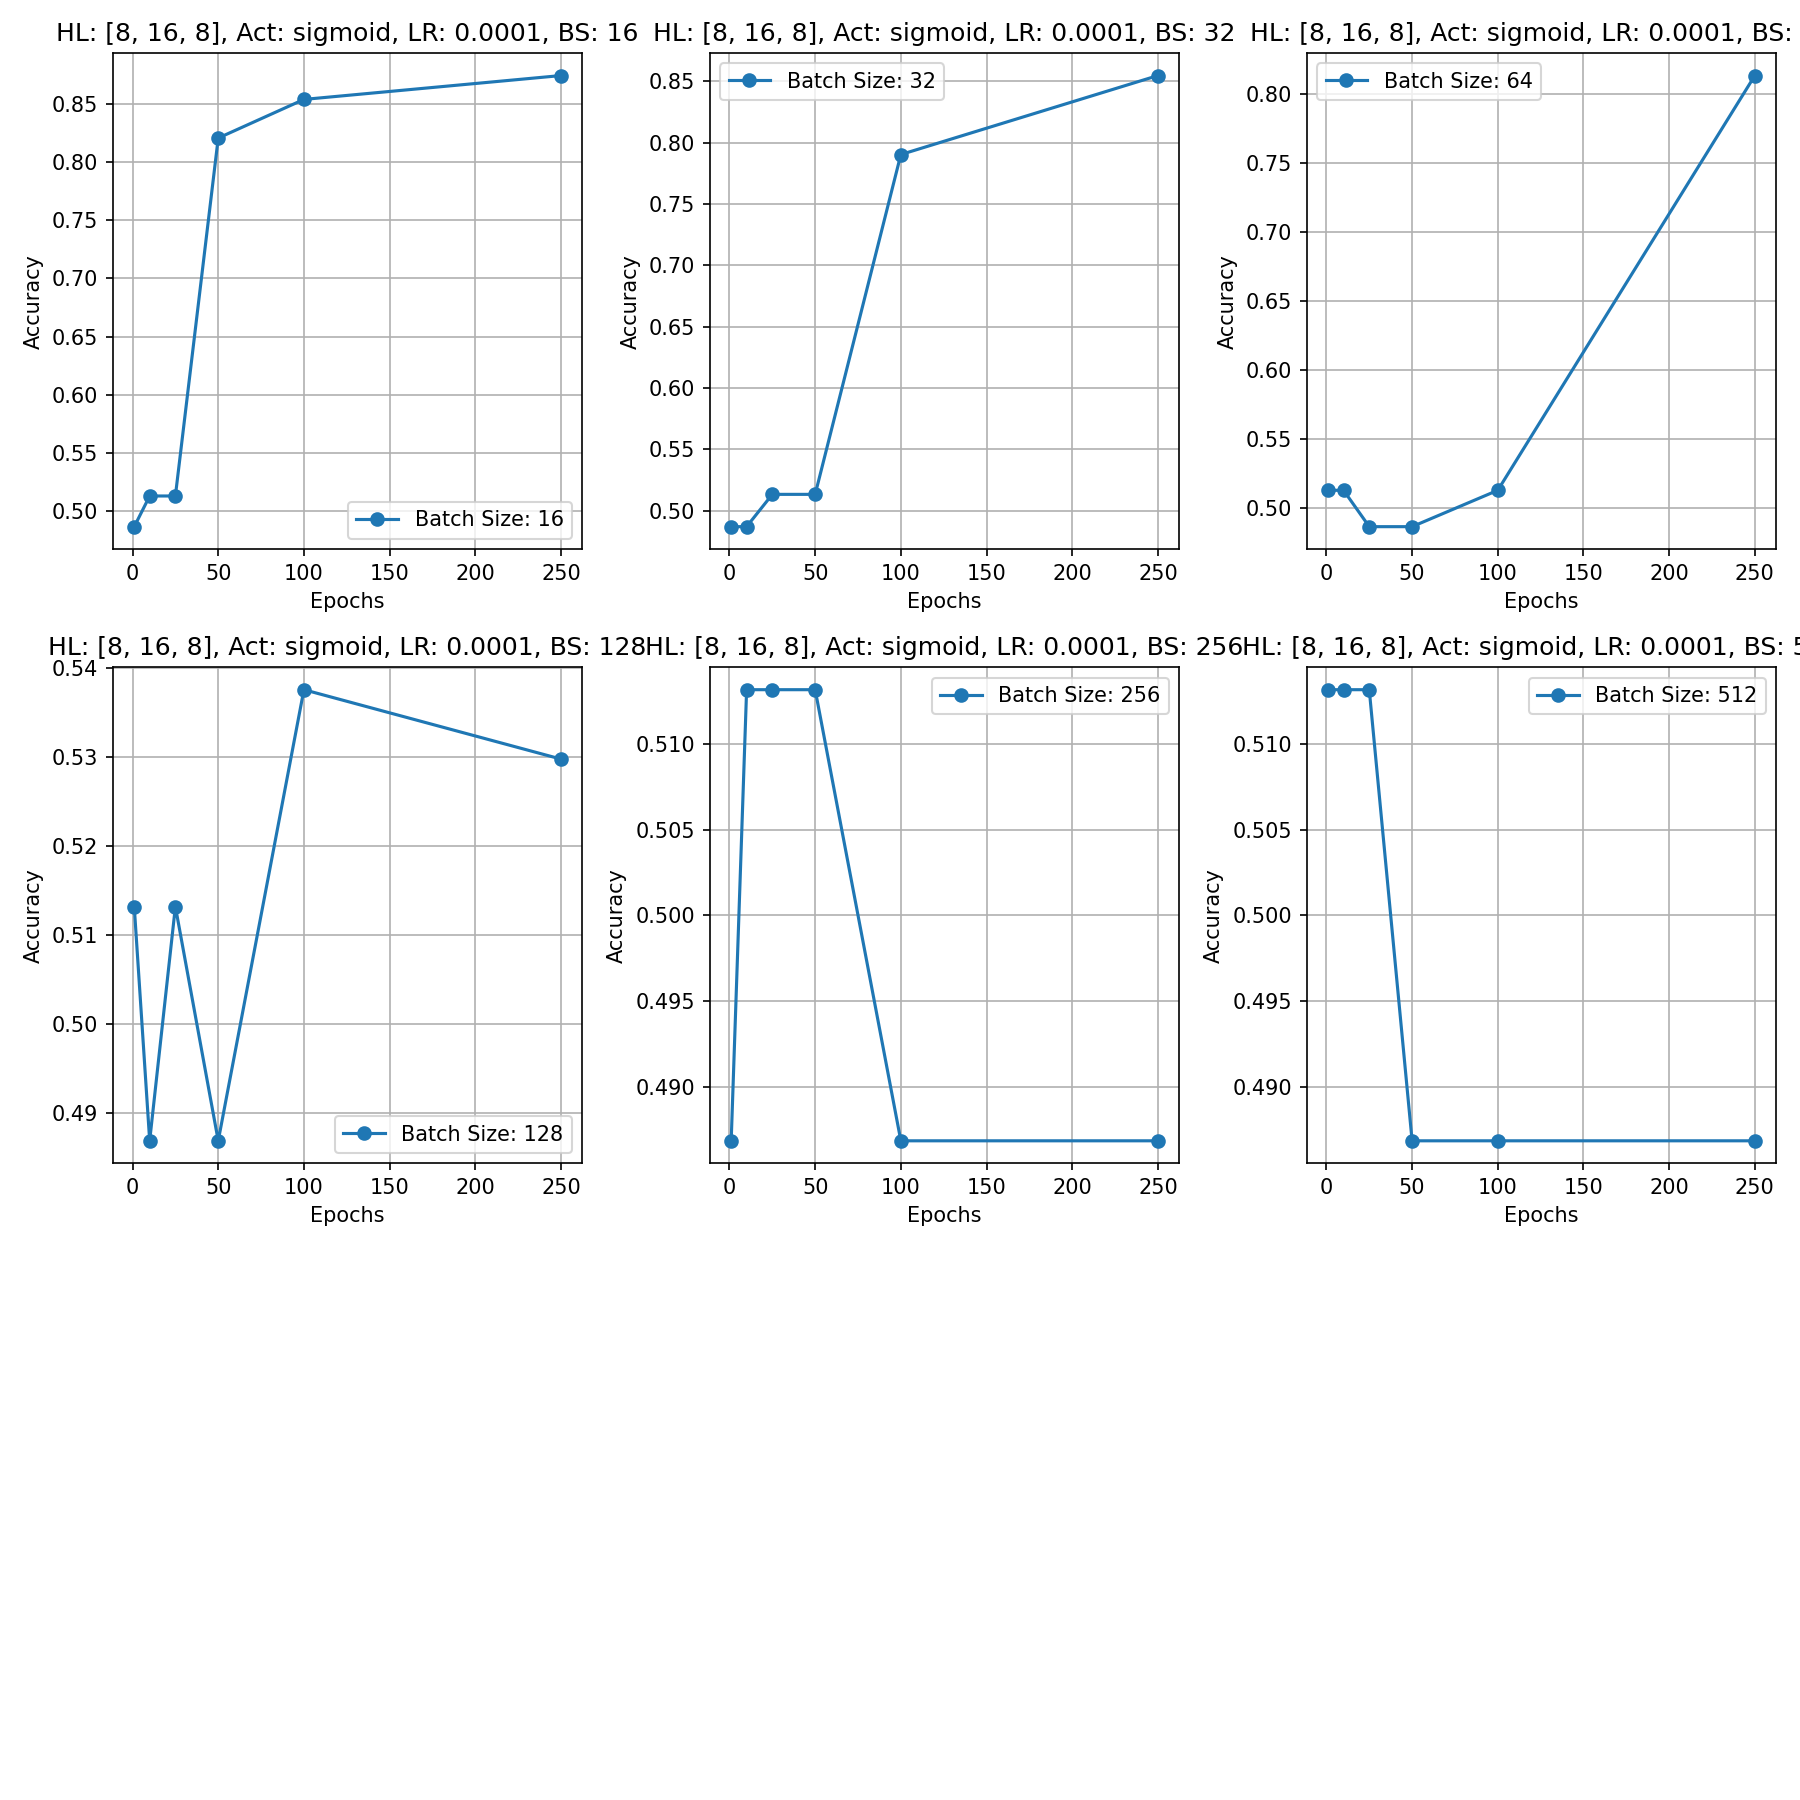 HL: [8, 16, 8], Act: sigmoid, LR: 0.0001, BS: 16
0.85
0.80
0.75
0.70
0.65
0.60
0.55
0.50
Accuracy
Batch Size: 16
0 50 100 150 200 250
Epochs
HL: [8, 16, 8], Act: sigmoid, LR: 0.0001, BS: 32
0.85
0.80
0.75
0.70
0.65
0.60
0.55
0.50
Accuracy
Batch Size: 32
0 50 100 150 200 250
Epochs
HL: [8, 16, 8], Act: sigmoid, LR: 0.0001, BS:
0.80
0.75
0.70
0.65
0.60
0.55
0.50
Accuracy
Batch Size: 64
0 50 100 150 200 250
Epochs
HL: [8, 16, 8], Act: sigmoid, LR: 0.0001, BS: 128
0.54
0.53
0.52
0.51
0.50
0.49
Accuracy
Batch Size: 128
0 50 100 150 200 250
Epochs
HL: [8, 16, 8], Act: sigmoid, LR: 0.0001, BS: 256
0.510
0.505
0.500
0.495
0.490
Accuracy
Batch Size: 256
0 50 100 150 200 250
Epochs
HL: [8, 16, 8], Act: sigmoid, LR: 0.0001, BS: 5
0.510
0.505
0.500
0.495
0.490
Accuracy
Batch Size: 512
0 50 100 150 200 250
Epochs